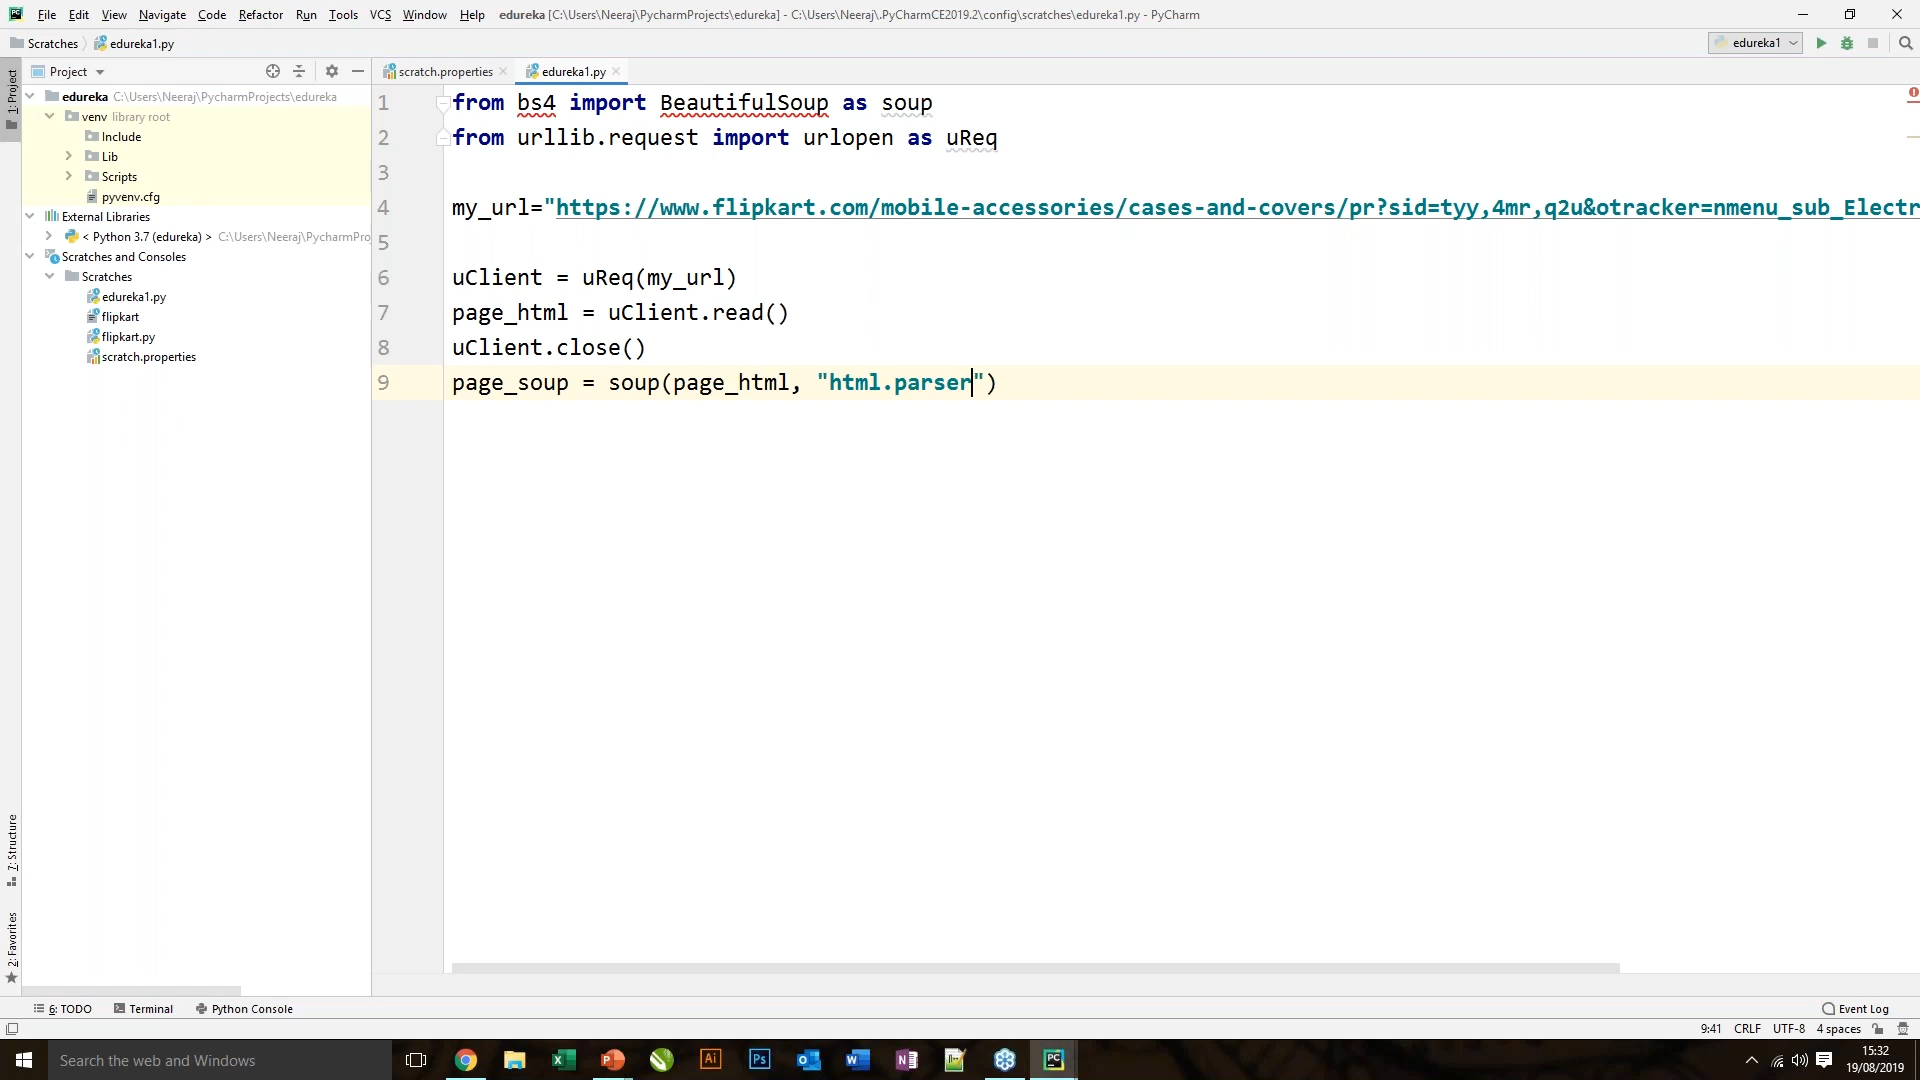 File Edit View Navigate Code Refactor Run Tools VCS Window Help edureka [C:\Users\Neeraj\PycharmProjects\edureka] - C:\Users\Neeraj\.PyCharmCE2019.2\config\scratches\edureka1.py - PyCharm
Scratches edureka1.py edureka1
1: Project
Project
scratch.properties edureka1.py
edureka C:\Users\Neeraj\PycharmProjects\edureka
venv library root
Include
Lib
Scripts
pyvenv.cfg
External Libraries
< Python 3.7 (edureka) > C:\Users\Neeraj\PycharmPro
Scratches and Consoles
Scratches
edureka1.py
flipkart
flipkart.py
scratch.properties
1 from bs4 import BeautifulSoup as soup
2 from urllib.request import urlopen as uReq
3
4 my_url="https://www.flipkart.com/mobile-accessories/cases-and-covers/pr?sid=tyy,4mr,q2u&otracker=nmenu_sub_Electr
5
6 uClient = uReq(my_url)
7 page_html = uClient.read()
8 uClient.close()
9 page_soup = soup(page_html, "html.parser")
7: Structure
2: Favorites
6: TODO Terminal Python Console Event Log
9:41 CRLF UTF-8 4 spaces
Search the web and Windows
15:32
19/08/2019